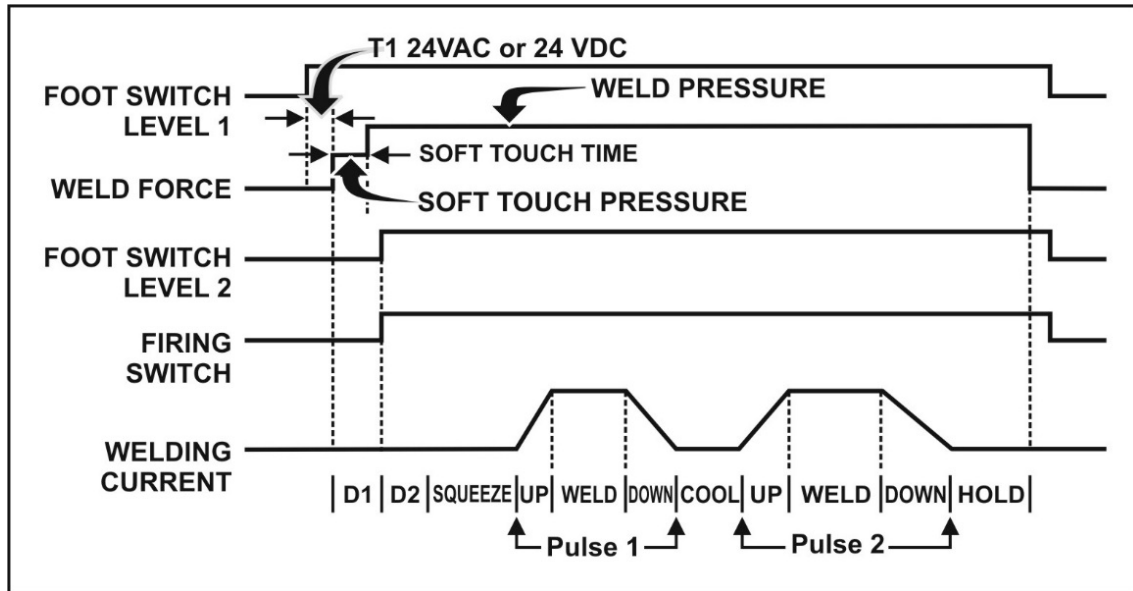 T1 24VAC or 24 VDC
FOOT SWITCH
LEVEL 1
WELD PRESSURE
SOFT TOUCH TIME
WELD FORCE
SOFT TOUCH PRESSURE
FOOT SWITCH
LEVEL 2
FIRING
SWITCH
WELDING
CURRENT
D1 D2 SQUEEZE UP WELD DOWN COOL UP WELD DOWN HOLD
Pulse 1 Pulse 2